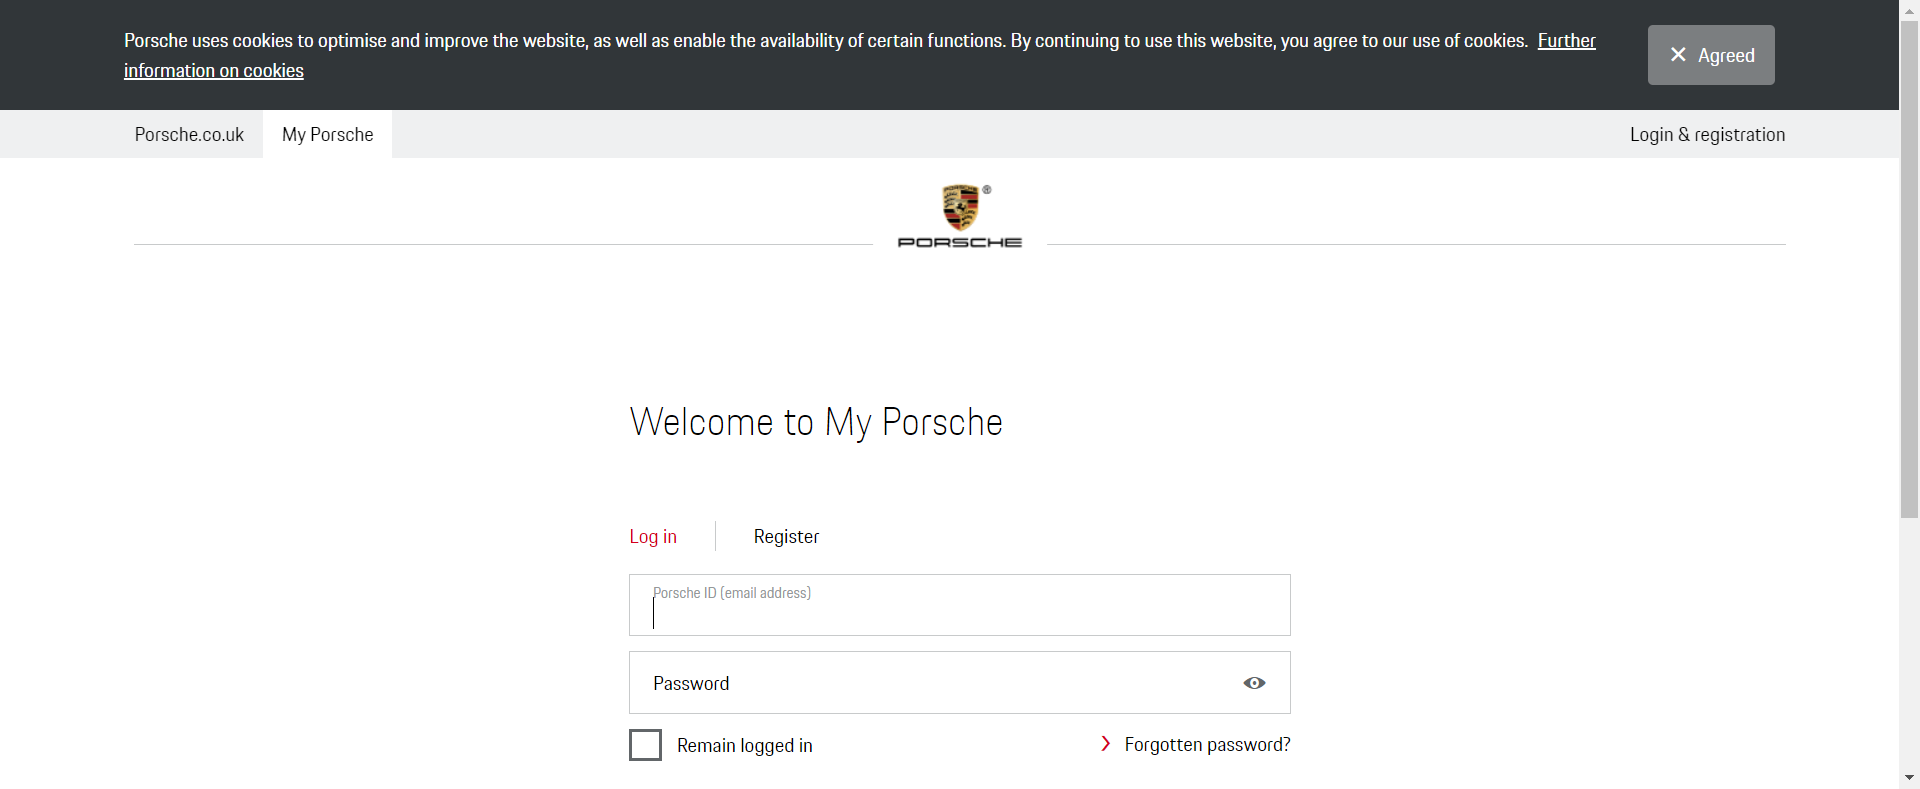 Porsche uses cookies to optimise and improve the website, as well as enable the availability of certain functions. By continuing to use this website, you agree to our use of cookies. Further
information on cookies
Agreed
Porsche.co.uk
My Porsche
Login & registration
PORSCHE
PORSCHE
Welcome to My Porsche
Log in
Register
Porsche ID (email address)
Password
Remain logged in
Forgotten password?